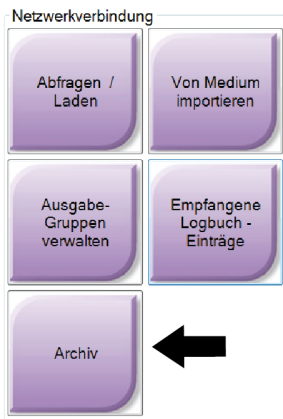 Netzwerkverbindung
Abfragen /
Laden
Von Medium
importieren
Ausgabe-
Gruppen
verwalten
Empfangene
Logbuch -
Einträge
Archiv